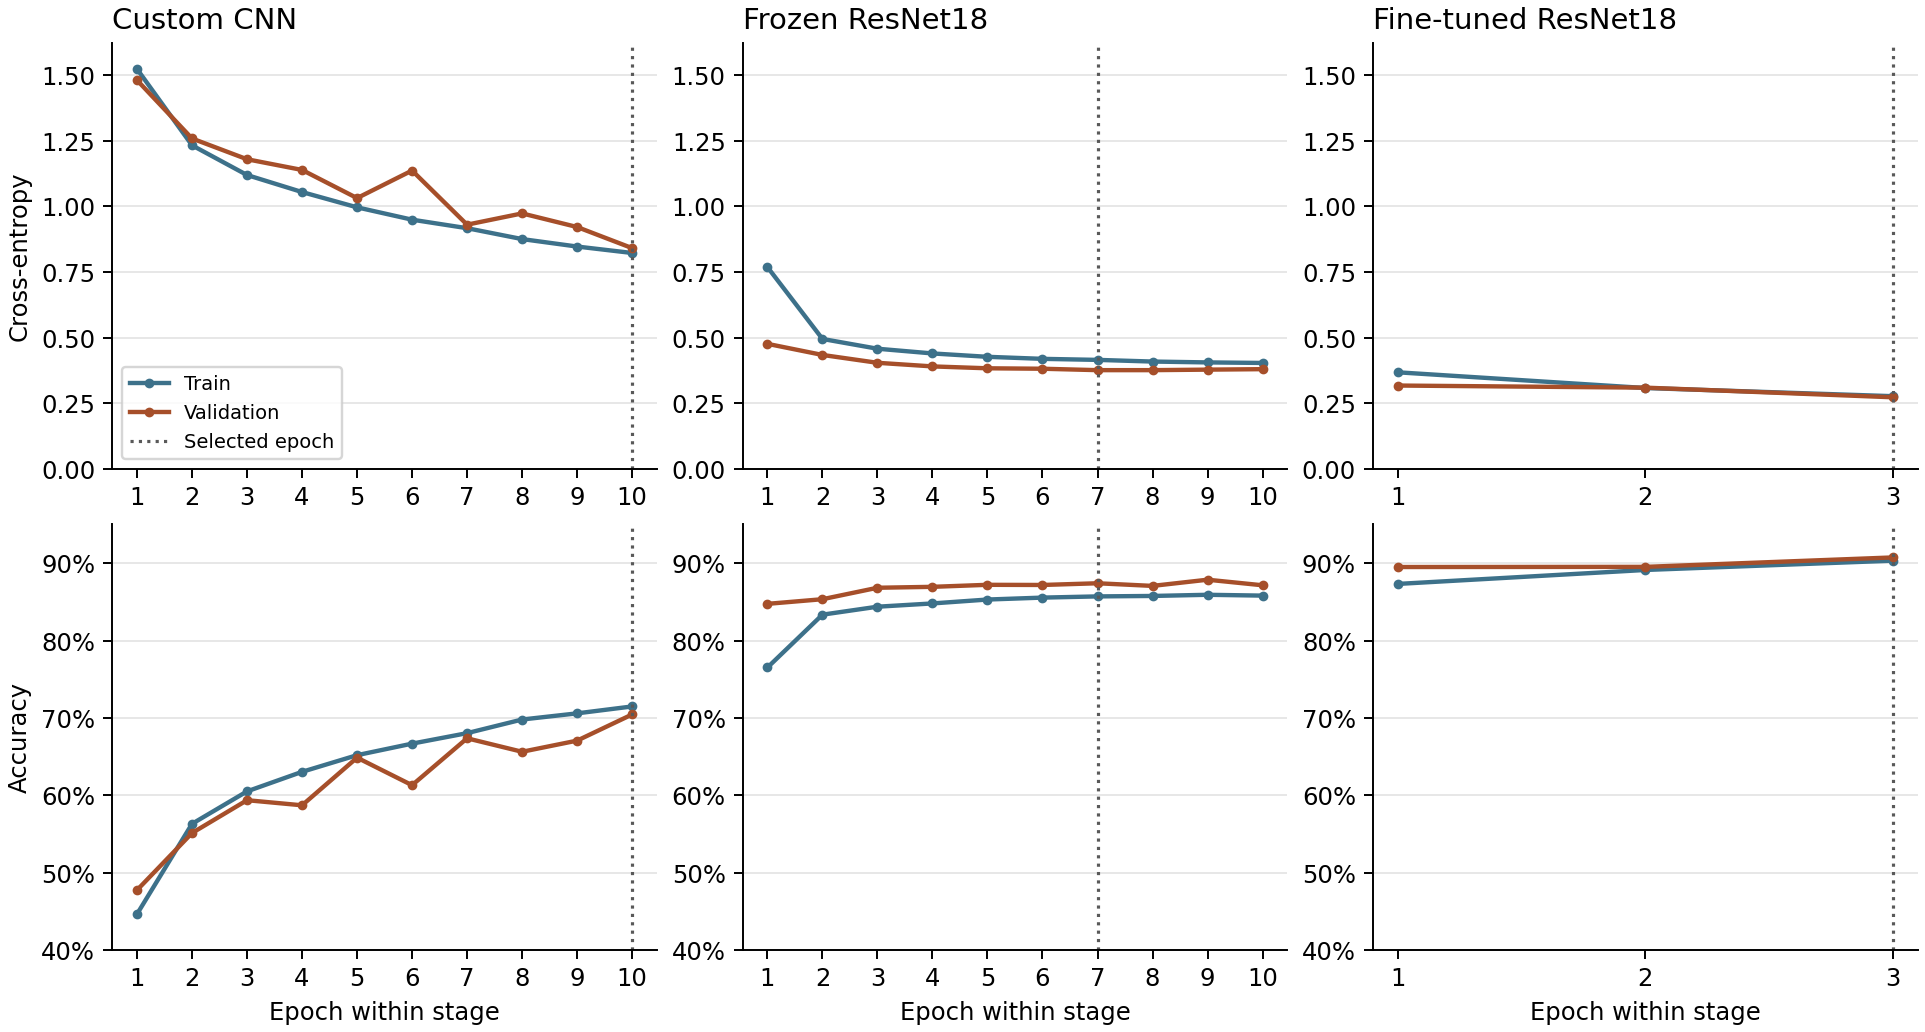 Custom CNN
Frozen ResNet18
Fine-tuned ResNet18
Cross-entropy
1.50
1.25
1.00
0.75
0.50
0.25
0.00
Train
Validation
Selected epoch
1 2 3 4 5 6 7 8 9 10
1.50
1.25
1.00
0.75
0.50
0.25
0.00
1 2 3 4 5 6 7 8 9 10
1.50
1.25
1.00
0.75
0.50
0.25
0.00
1 2 3
Accuracy
90%
80%
70%
60%
50%
40%
1 2 3 4 5 6 7 8 9 10
Epoch within stage
90%
80%
70%
60%
50%
40%
1 2 3 4 5 6 7 8 9 10
Epoch within stage
90%
80%
70%
60%
50%
40%
1 2 3
Epoch within stage